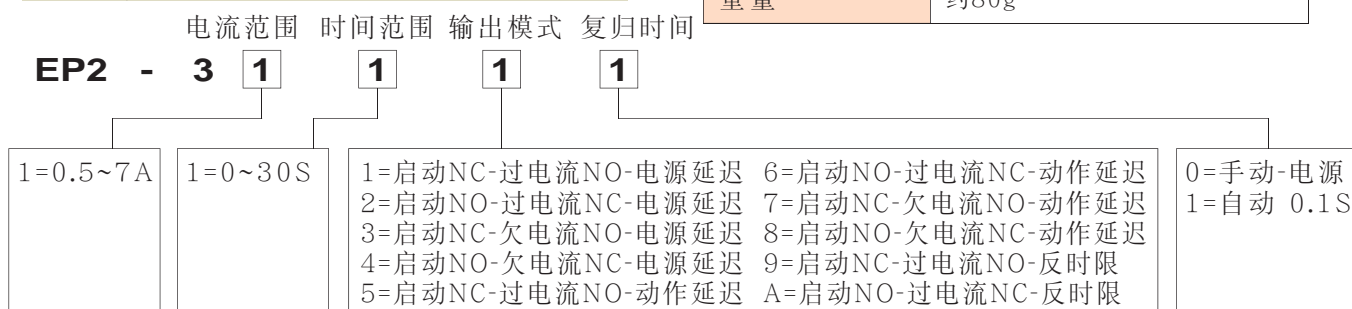 重量 约80g
电流范围 时间范围 输出模式 复归时间
EP2 - 3 1 1 1 1
1=0.5~7A
1=0~30S
1=启动NC-过电流NO-电源延迟 6=启动NO-过电流NC-动作延迟
2=启动NO-过电流NC-电源延迟 7=启动NC-欠电流NO-动作延迟
3=启动NC-欠电流NO-电源延迟 8=启动NO-欠电流NC-动作延迟
4=启动NO-欠电流NC-电源延迟 9=启动NC-过电流NO-反时限
5=启动NC-过电流NO-动作延迟 A=启动NO-过电流NC-反时限
0=手动-电源
1=自动 0.1S